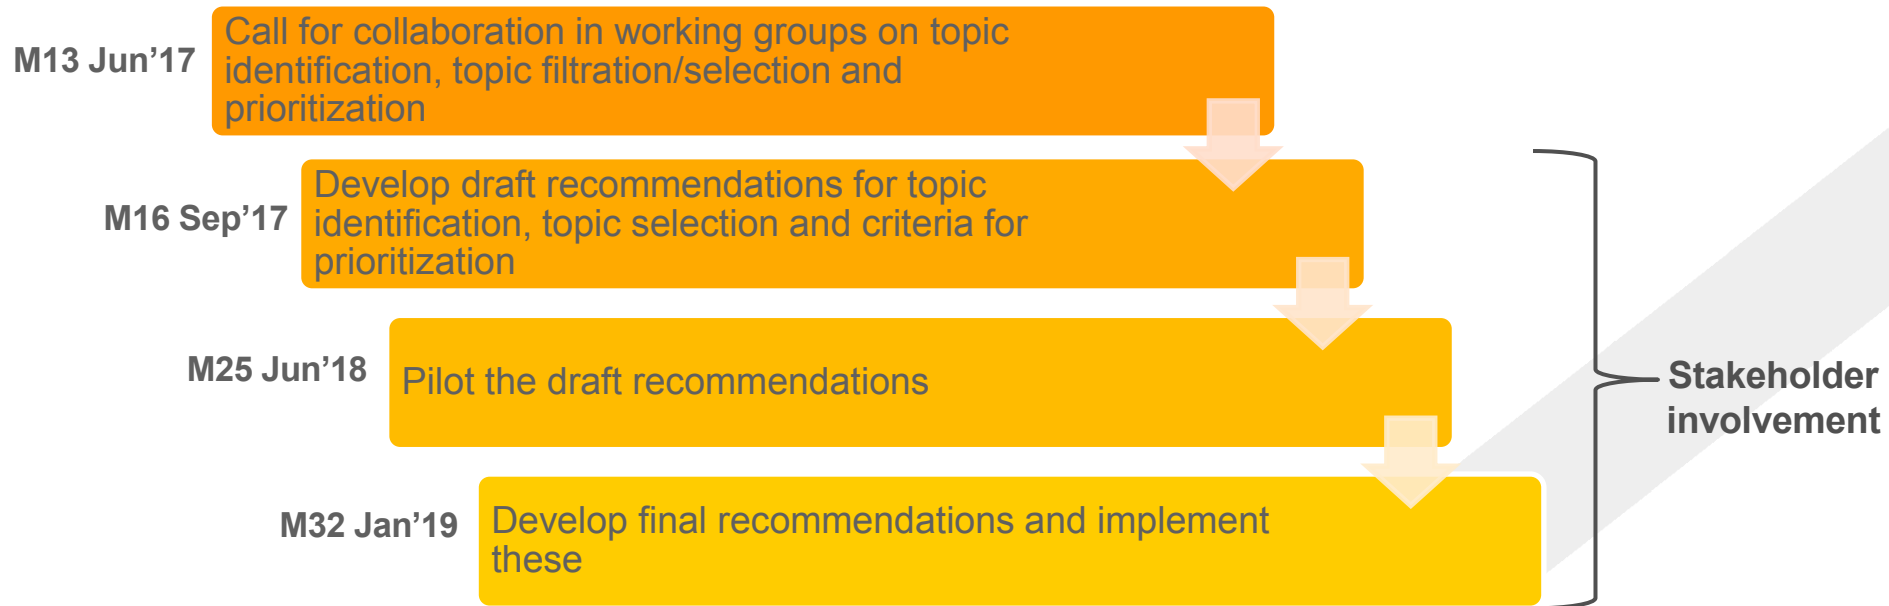 M13 Jun’17
Call for collaboration in working groups on topic
identification, topic filtration/selection and
prioritization
M16 Sep’17
Develop draft recommendations for topic
identification, topic selection and criteria for
prioritization
M25 Jun’18
Pilot the draft recommendations
Stakeholder
involvement
M32 Jan’19
Develop final recommendations and implement
these